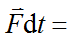 F⃗dt =